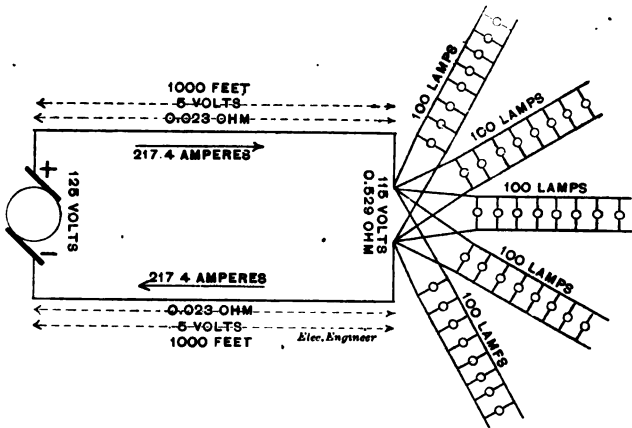 1000 FEET
5 VOLTS
0.023 OHM
217.4 AMPERES
+
125 VOLTS
-
217.4 AMPERES
0.023 OHM
5 VOLTS
1000 FEET
Elec. Engineer
115 VOLTS
0.529 OHM
100 LAMPS
100 LAMPS
100 LAMPS
100 LAMPS
100 LAMPS